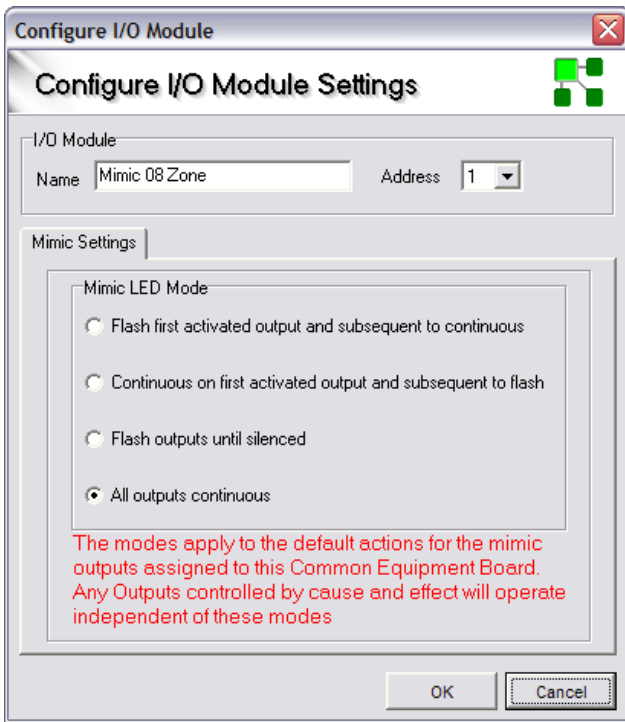 Configure I/O Module
Configure I/O Module Settings
I/O Module
Name Mimic 08 Zone Address 1
Mimic Settings
Mimic LED Mode
Flash first activated output and subsequent to continuous
Continuous on first activated output and subsequent to flash
Flash outputs until silenced
All outputs continuous
The modes apply to the default actions for the mimic
outputs assigned to this Common Equipment Board.
Any Outputs controlled by cause and effect will operate
independent of these modes
OK Cancel